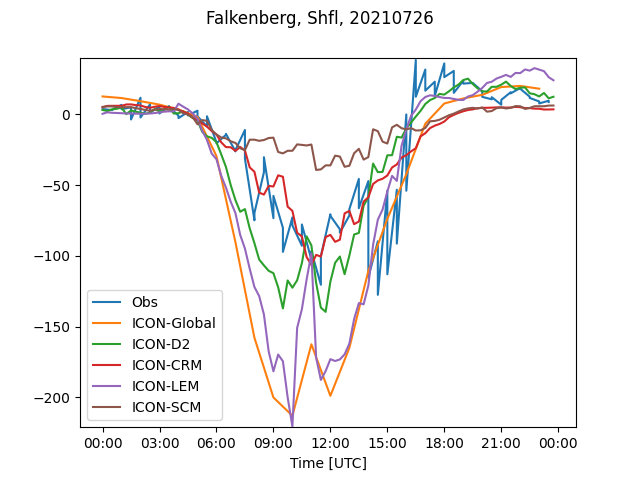 Falkenberg, Shfl, 20210726
0
−50
−100
−150
−200
Obs
ICON-Global
ICON-D2
ICON-CRM
ICON-LEM
ICON-SCM
00:00 03:00 06:00 09:00 12:00 15:00 18:00 21:00 00:00
Time [UTC]